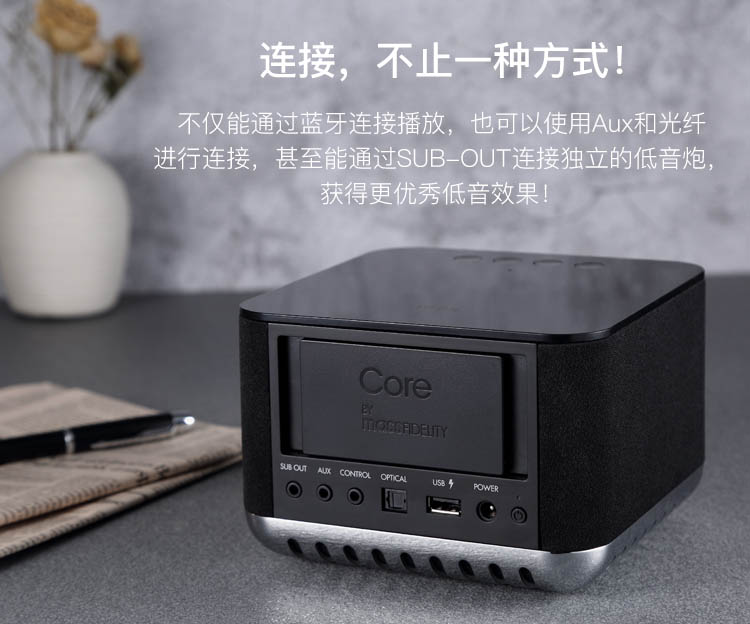 连接，不止一种方式！
不仅能通过蓝牙连接播放，也可以使用Aux和光纤
进行连接，甚至能通过SUB-OUT连接独立的低音炮，
获得更优秀低音效果！
Core
BY
massFIDELITY
SUB OUT AUX CONTROL OPTICAL USB POWER